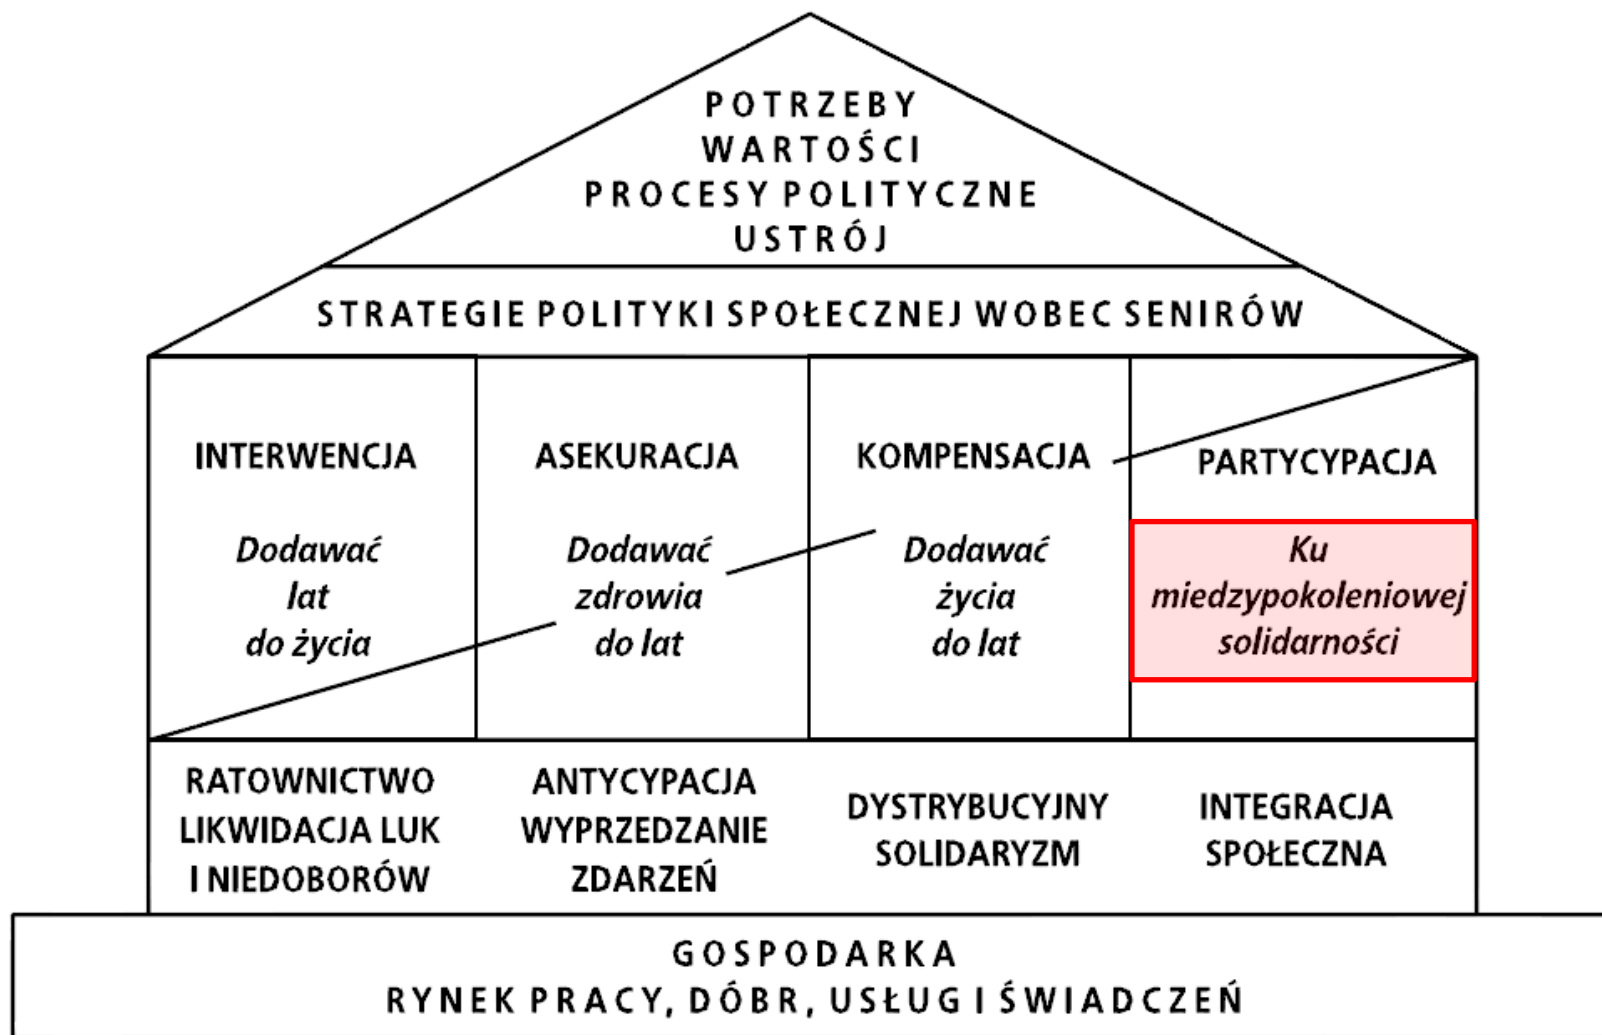 POTRZEBY
WARTOŚCI
PROCESY POLITYCZNE
USTRÓJ
STRATEGIE POLITYKI SPOŁECZNEJ WOBEC SENIRÓW
INTERWENCJA
Dodawać
lat
do życia
ASEKURACJA
Dodawać
zdrowia
do lat
KOMPENSACJA
Dodawać
życia
do lat
PARTYCYPACJA
Ku
miedzypokoleniowej
solidarności
RATOWNICTWO
LIKWIDACJA LUK
I NIEDOBORÓW
ANTYCYPACJA
WYPRZEDZANIE
ZDARZEŃ
DYSTRYBUCYJNY
SOLIDARYZM
INTEGRACJA
SPOŁECZNA
GOSPODARKA
RYNEK PRACY, DÓBR, USŁUG I ŚWIADCZEŃ